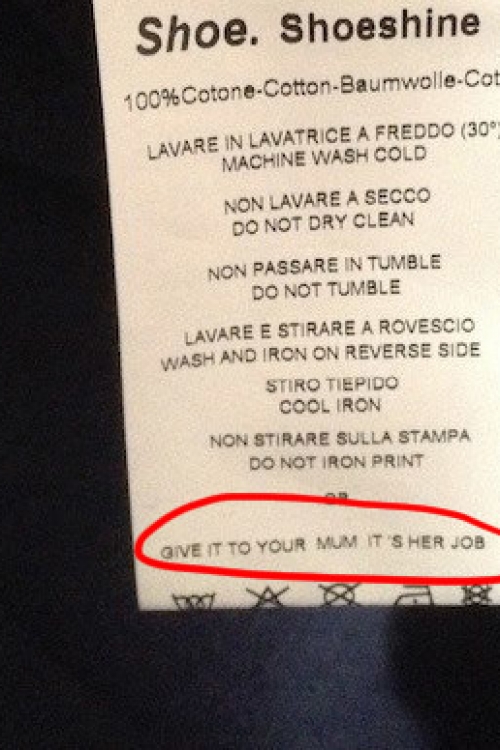 Shoe. Shoeshine
100%Cotone-Cotton-Baumwolle-Cot
LAVARE IN LAVATRICE A FREDDO (30°)
MACHINE WASH COLD
NON LAVARE A SECCO
DO NOT DRY CLEAN
NON PASSARE IN TUMBLE
DO NOT TUMBLE
LAVARE E STIRARE A ROVESCIO
WASH AND IRON ON REVERSE SIDE
STIRO TIEPIDO
COOL IRON
NON STIRARE SULLA STAMPA
DO NOT IRON PRINT
OR
GIVE IT TO YOUR MUM IT 'S HER JOB